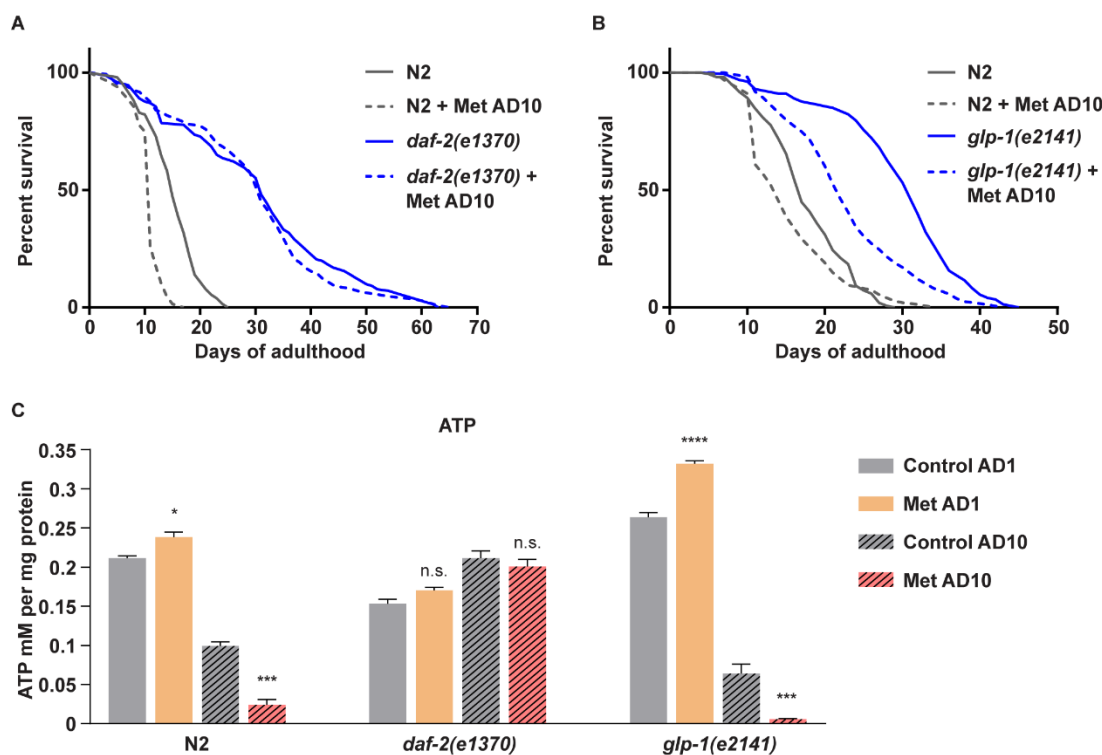 A
100
50
0
Percent survival
0 10 20 30 40 50 60 70
Days of adulthood
N2
N2 + Met AD10
daf-2(e1370)
daf-2(e1370) +
Met AD10
B
100
50
0
Percent survival
0 10 20 30 40 50
Days of adulthood
N2
N2 + Met AD10
glp-1(e2141)
glp-1(e2141) +
Met AD10
C
ATP
ATP mM per mg protein
0.35
0.3
0.25
0.2
0.15
0.1
0.05
0
*
***
n.s.
n.s.
****
***
N2 daf-2(e1370) glp-1(e2141)
Control AD1
Met AD1
Control AD10
Met AD10